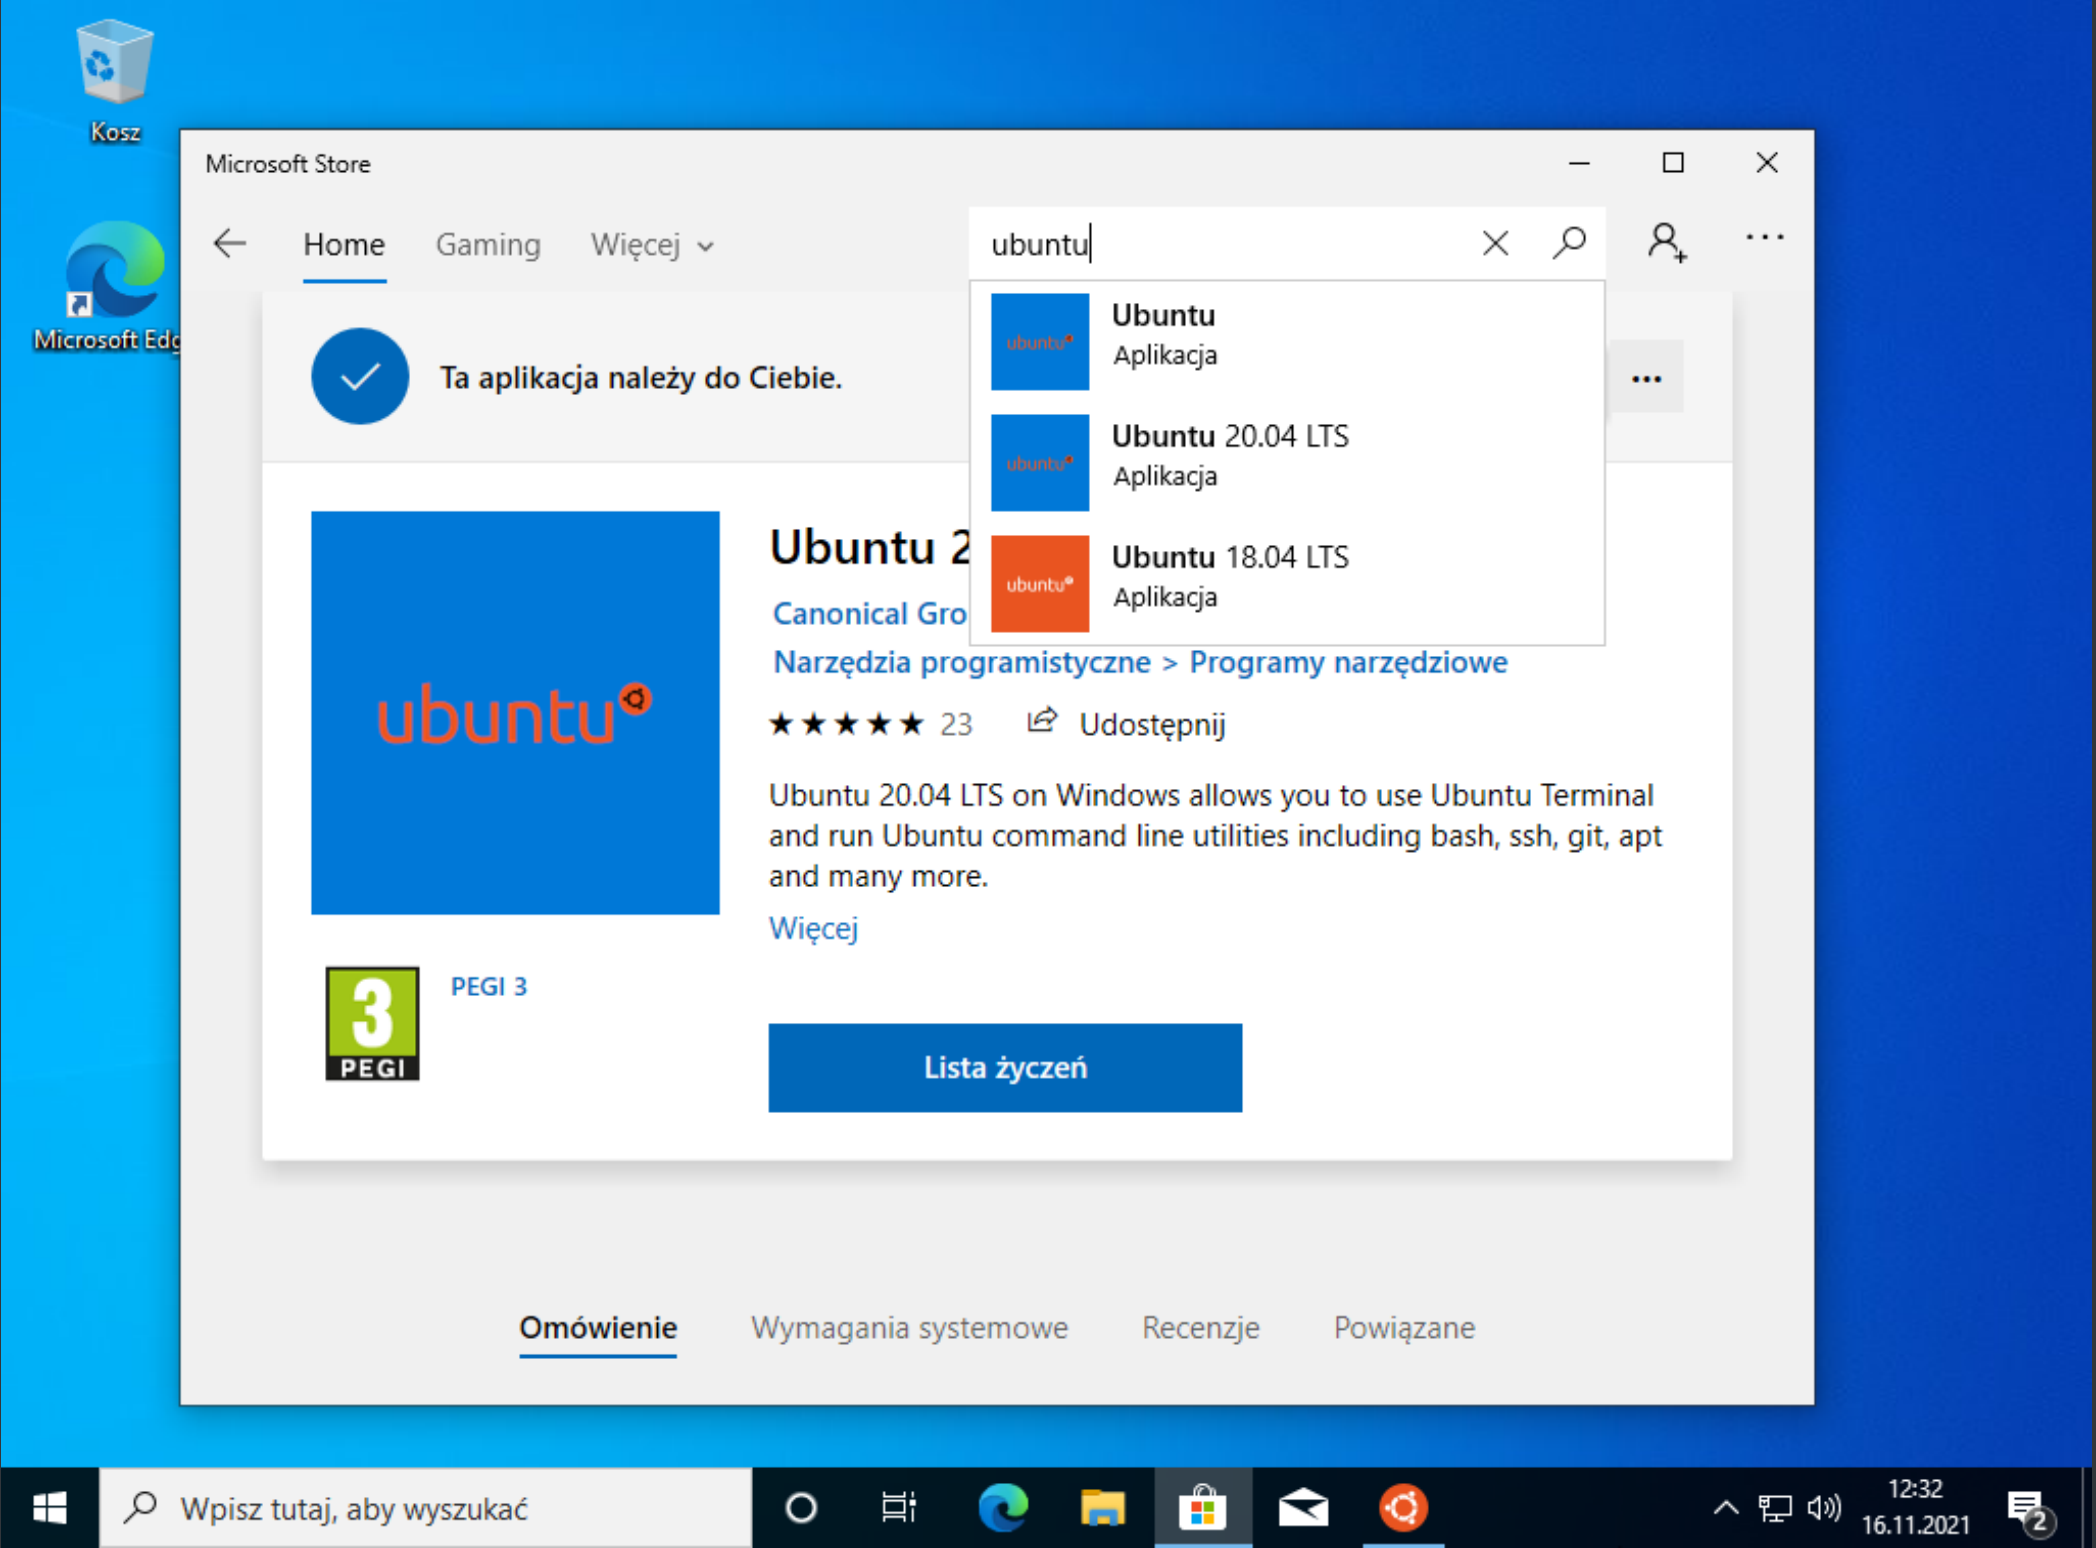 Kosz
Microsoft Edg
Microsoft Store
Home
Gaming
Więcej
ubuntu
Ubuntu
Aplikacja
Ubuntu 20.04 LTS
Aplikacja
Ubuntu 18.04 LTS
Aplikacja
ubuntu
ubuntu
ubuntu
Ta aplikacja należy do Ciebie.
ubuntu
Ubuntu 2
Canonical Gro
Narzędzia programistyczne > Programy narzędziowe
23
Udostępnij
Ubuntu 20.04 LTS on Windows allows you to use Ubuntu Terminal
and run Ubuntu command line utilities including bash, ssh, git, apt
and many more.
Więcej
3
PEGI
PEGI 3
Lista życzeń
Omówienie
Wymagania systemowe
Recenzje
Powiązane
Wpisz tutaj, aby wyszukać
12:32
16.11.2021
2